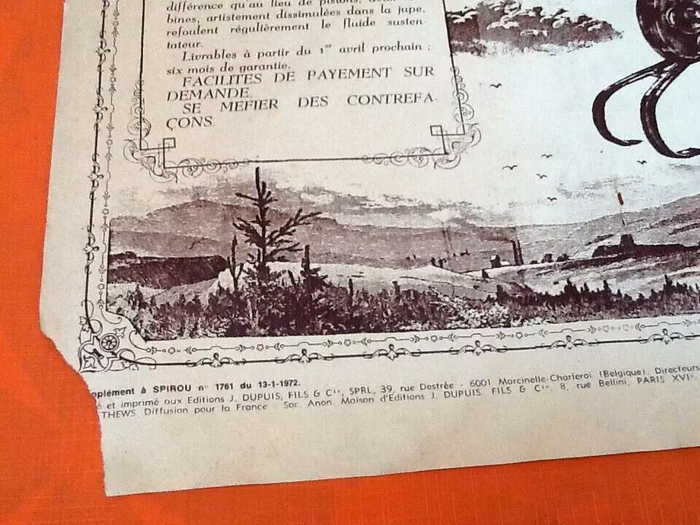 différence qu'au lieu de pistons,
bines, artistement dissimulées dans la jupe,
refoulent régulièrement le fluide susten-
tateur.
Livrables à partir du 1er avril prochain ;
six mois de garantie.
FACILITES DE PAYEMENT SUR
DEMANDE.
SE MEFIER DES CONTREFA-
ÇONS.
pplément à SPIROU n° 1761 du 13-1-1972.
é et imprimé aux Editions J. DUPUIS, FILS & Cie, SPRL, 39, rue Destrée - 6001 Marcinelle-Charleroi (Belgique). Directeurs
THEWS. Diffusion pour la France : Soc. Anon. Maison d'Editions J. DUPUIS, FILS & Cie, 8, rue Bellini, PARIS XVIe.